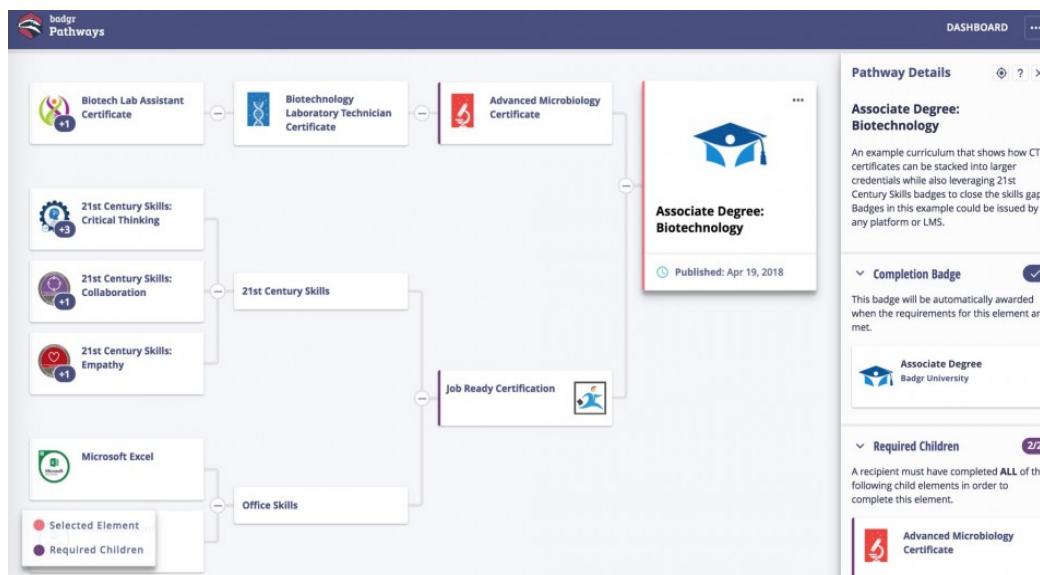 badgr
Pathways
DASHBOARD
Biotech Lab Assistant
Certificate
+1
Biotechnology
Laboratory Technician
Certificate
Advanced Microbiology
Certificate
21st Century Skills:
Critical Thinking
+3
21st Century Skills:
Collaboration
+1
21st Century Skills:
Empathy
+1
21st Century Skills
Job Ready Certification
Microsoft Excel
Office Skills
Selected Element
Required Children
Associate Degree:
Biotechnology
Published: Apr 19, 2018
Pathway Details
?
Associate Degree:
Biotechnology
An example curriculum that shows how
certificates can be stacked into larger
credentials while also leveraging 21st
Century Skills badges to close the skills gap
Badges in this example could be issued by
any platform or LMS.
Completion Badge
This badge will be automatically awarded
when the requirements for this element
met.
Associate Degree
Badgr University
Required Children
A recipient must have completed ALL of
following child elements in order to
complete this element.
Advanced Microbiology
Certificate